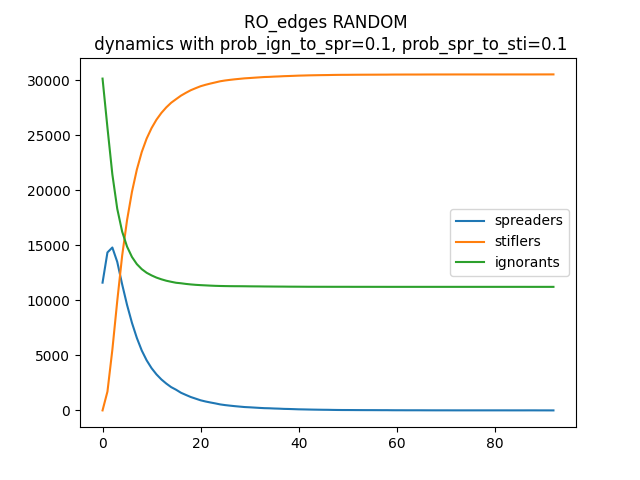 RO_edges RANDOM
dynamics with prob_ign_to_spr=0.1, prob_spr_to_sti=0.1
30000
25000
20000
15000
10000
5000
0
spreaders
stiflers
ignorants
0 20 40 60 80